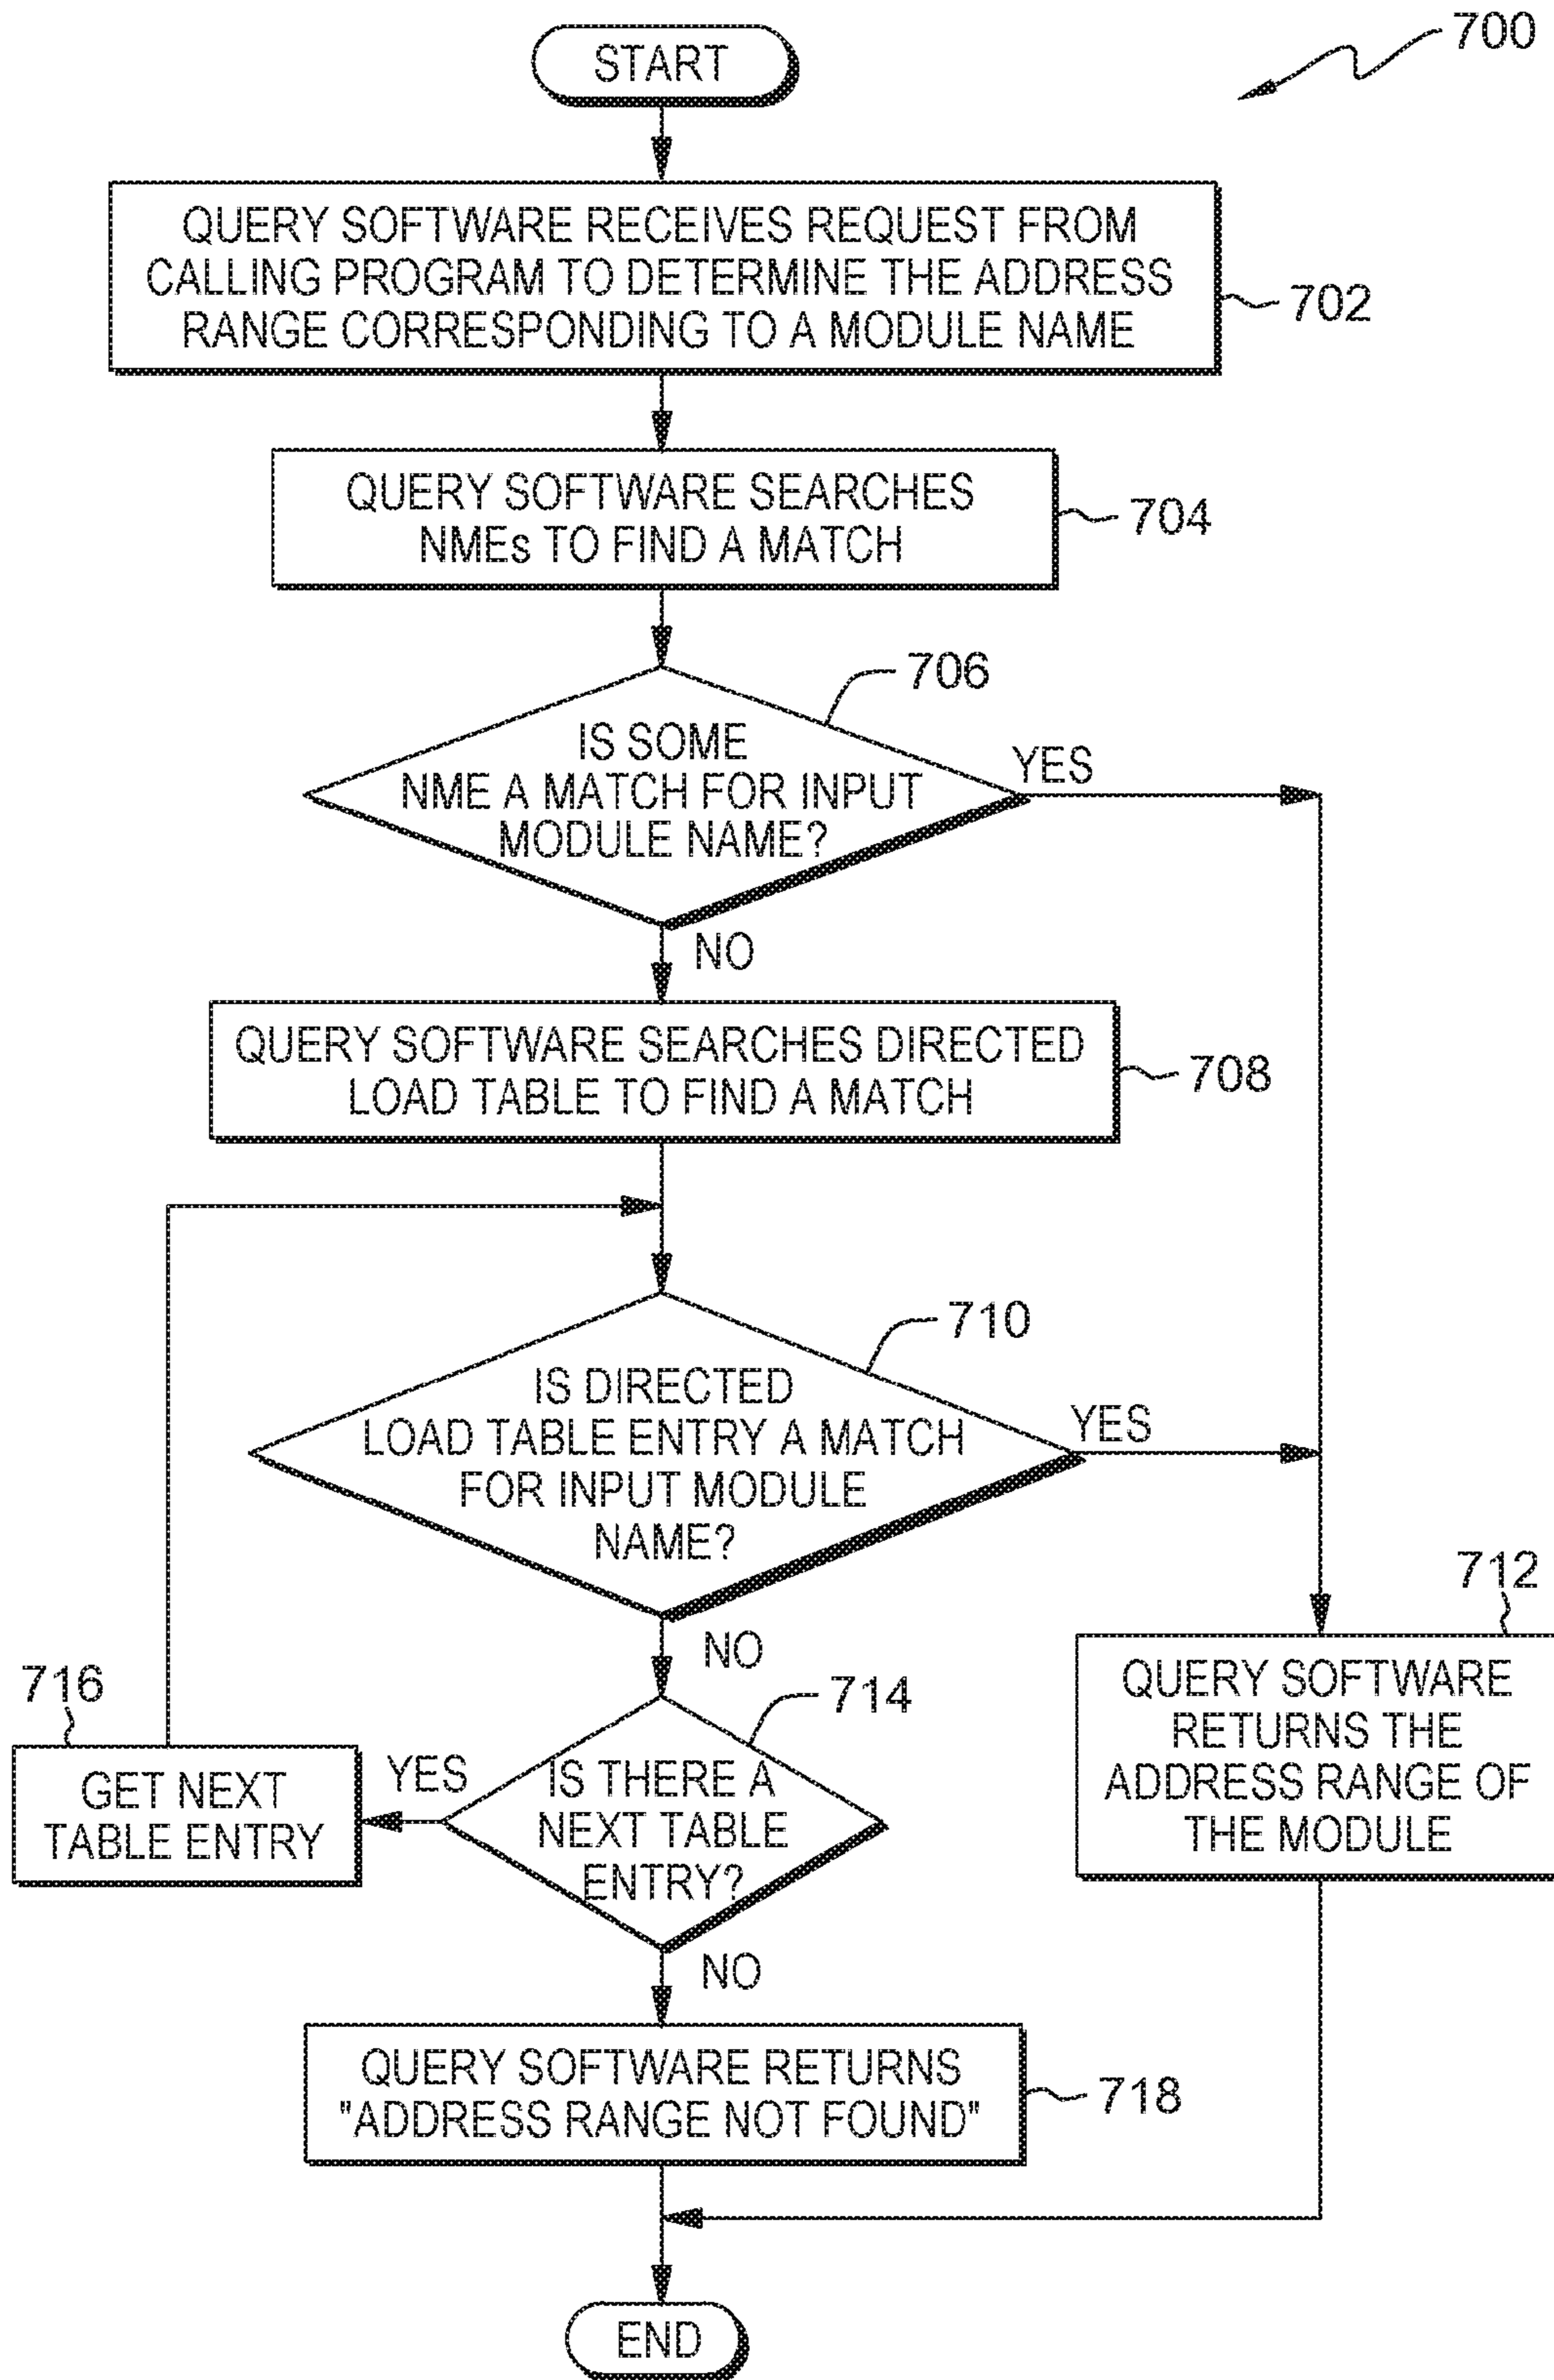 START
700
QUERY SOFTWARE RECEIVES REQUEST FROM
CALLING PROGRAM TO DETERMINE THE ADDRESS
RANGE CORRESPONDING TO A MODULE NAME
702
QUERY SOFTWARE SEARCHES
NMEs TO FIND A MATCH
704
706
IS SOME
NME A MATCH FOR INPUT
MODULE NAME?
YES
NO
QUERY SOFTWARE SEARCHES DIRECTED
LOAD TABLE TO FIND A MATCH
708
710
IS DIRECTED
LOAD TABLE ENTRY A MATCH
FOR INPUT MODULE
NAME?
YES
NO
712
QUERY SOFTWARE
RETURNS THE
ADDRESS RANGE OF
THE MODULE
714
IS THERE A
NEXT TABLE
ENTRY?
YES
716
GET NEXT
TABLE ENTRY
NO
QUERY SOFTWARE RETURNS
"ADDRESS RANGE NOT FOUND"
718
END